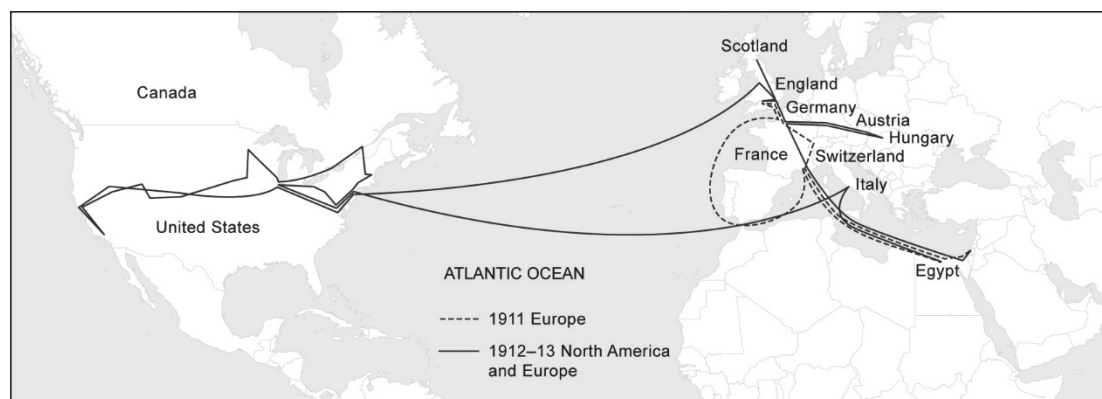 Scotland
Canada
England
Germany
Austria
Hungary
France
Switzerland
Italy
United States
Egypt
ATLANTIC OCEAN
1911 Europe
1912–13 North America
and Europe